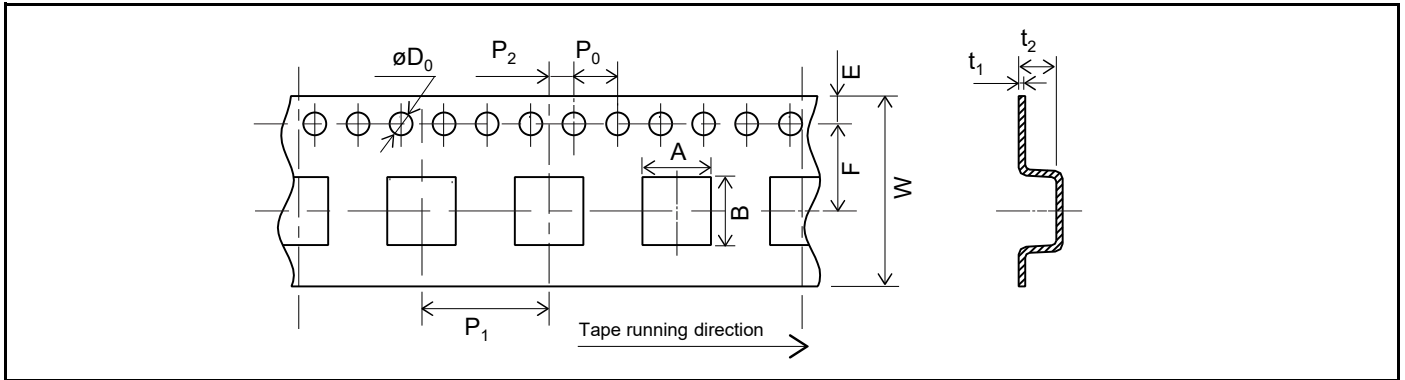 øD₀
P₂
P₀
E
t₂
t₁
A
F
W
B
P₁
Tape running direction